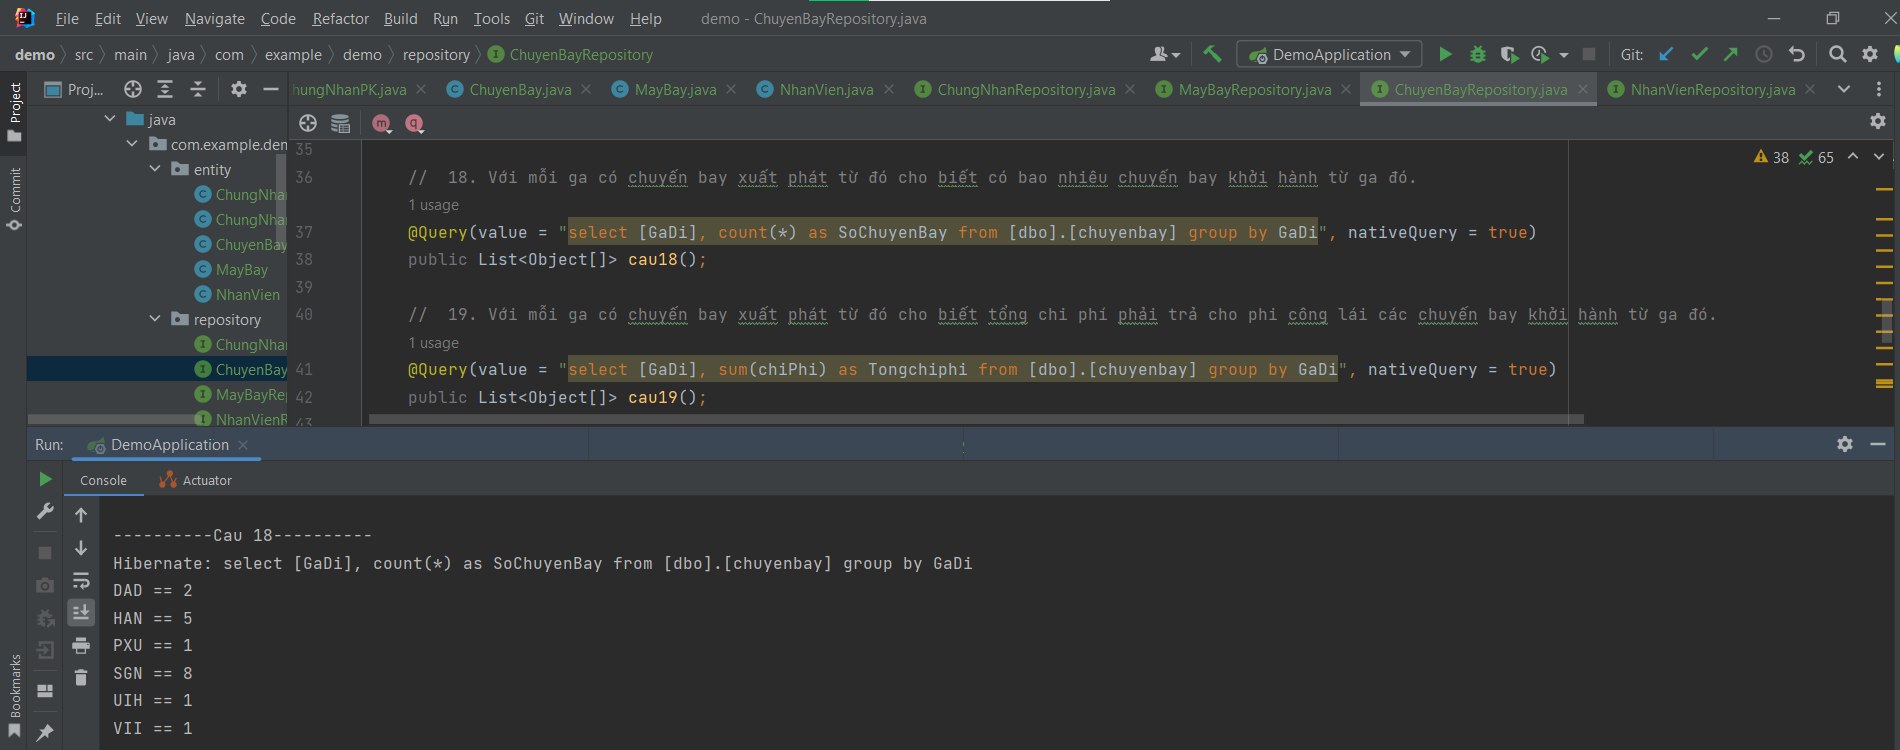 File Edit View Navigate Code Refactor Build Run Tools Git Window Help demo - ChuyenBayRepository.java
demo src main java com example demo repository ChuyenBayRepository
DemoApplication
Git:
Project
Commit
Bookmarks
Proj...
java
com.example.dem
entity
ChungNha
ChungNha
ChuyenBay
MayBay
NhanVien
repository
ChungNha
ChuyenBay
MayBayRe
NhanVienR
hungNhanPK.java ChuyenBay.java MayBay.java NhanVien.java ChungNhanRepository.java MayBayRepository.java ChuyenBayRepository.java NhanVienRepository.java
m q
38 65
35
36 // 18. Với mỗi ga có chuyến bay xuất phát từ đó cho biết có bao nhiêu chuyến bay khởi hành từ ga đó.
1 usage
37 @Query(value = "select [GaDi], count(*) as SoChuyenBay from [dbo].[chuyenbay] group by GaDi", nativeQuery = true)
38 public List<Object[]> cau18();
39
40 // 19. Với mỗi ga có chuyến bay xuất phát từ đó cho biết tổng chi phí phải trả cho phi công lái các chuyến bay khởi hành từ ga đó.
1 usage
41 @Query(value = "select [GaDi], sum(chiPhi) as Tongchiphi from [dbo].[chuyenbay] group by GaDi", nativeQuery = true)
42 public List<Object[]> cau19();
43
Run: DemoApplication
Console Actuator
----------Cau 18----------
Hibernate: select [GaDi], count(*) as SoChuyenBay from [dbo].[chuyenbay] group by GaDi
DAD == 2
HAN == 5
PXU == 1
SGN == 8
UIH == 1
VII == 1